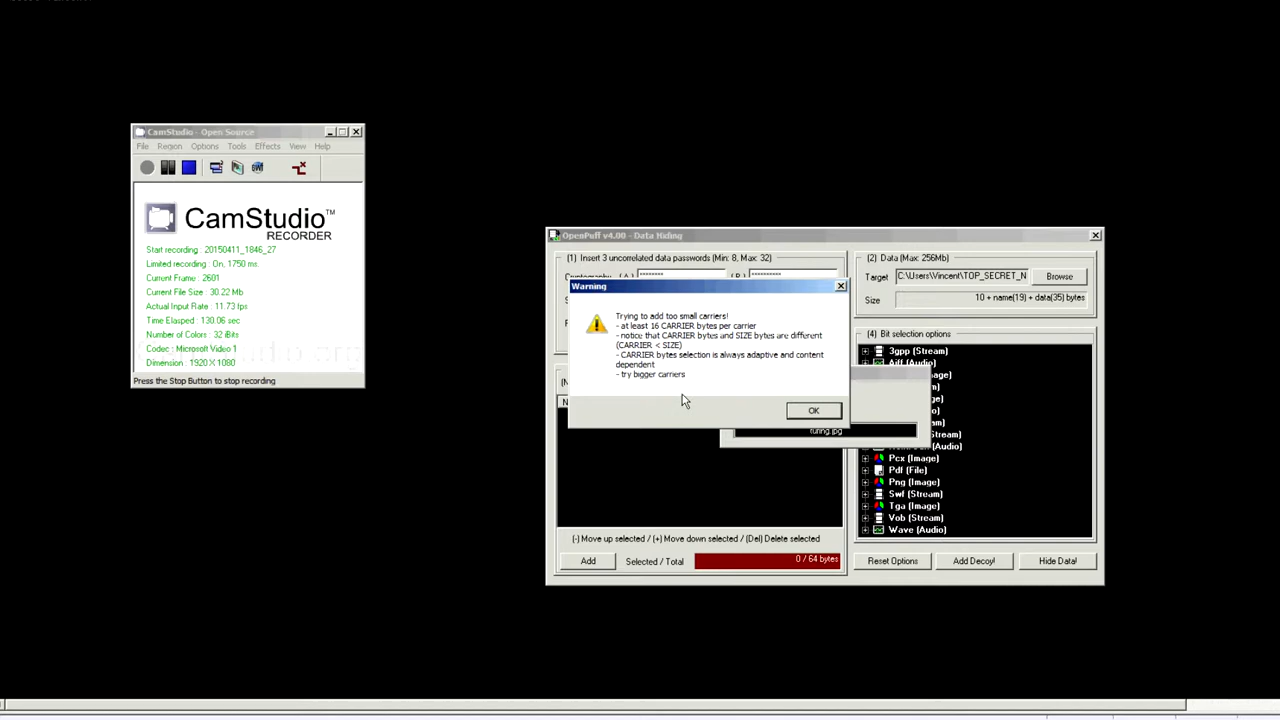 CamStudio - Open Source
File Region Options Tools Effects View Help
CamStudio™
RECORDER
Start recording : 20150411_1846_27
Limited recording : On, 1750 ms
Current Frame : 2601
Current File Size : 30.22 Mb
Actual Input Rate : 11.73 fps
Time Elasped : 130.06 sec
Number of Colors : 32 Bits
Codec : Microsoft Video 1
Dimension : 1920 X 1080
Press the Stop Button to stop recording
OpenPuff v4.00 - Data Hiding
(1) Insert 3 uncorrelated data passwords (Min: 8, Max: 32)
Cryptography (A) (B)
(2) Data (Max: 256Mb)
Target C:\Users\Vincent\TOP_SECRET_N Browse
Size 10 + name(19) + data(35) bytes
Warning
Trying to add too small carriers!
- at least 16 CARRIER bytes per carrier
- notice that CARRIER bytes and SIZE bytes are different
(CARRIER < SIZE)
- CARRIER bytes selection is always adaptive and content
dependent
- try bigger carriers
OK
turing.jpg
(4) Bit selection options
3gpp (Stream)
Aiff (Audio)
Pcx (Image)
Pdf (File)
Png (Image)
Swf (Stream)
Tga (Image)
Vob (Stream)
Wave (Audio)
(-) Move up selected / (+) Move down selected / (Del) Delete selected
Add Selected / Total 0 / 64 bytes
Reset Options Add Decoy! Hide Data!